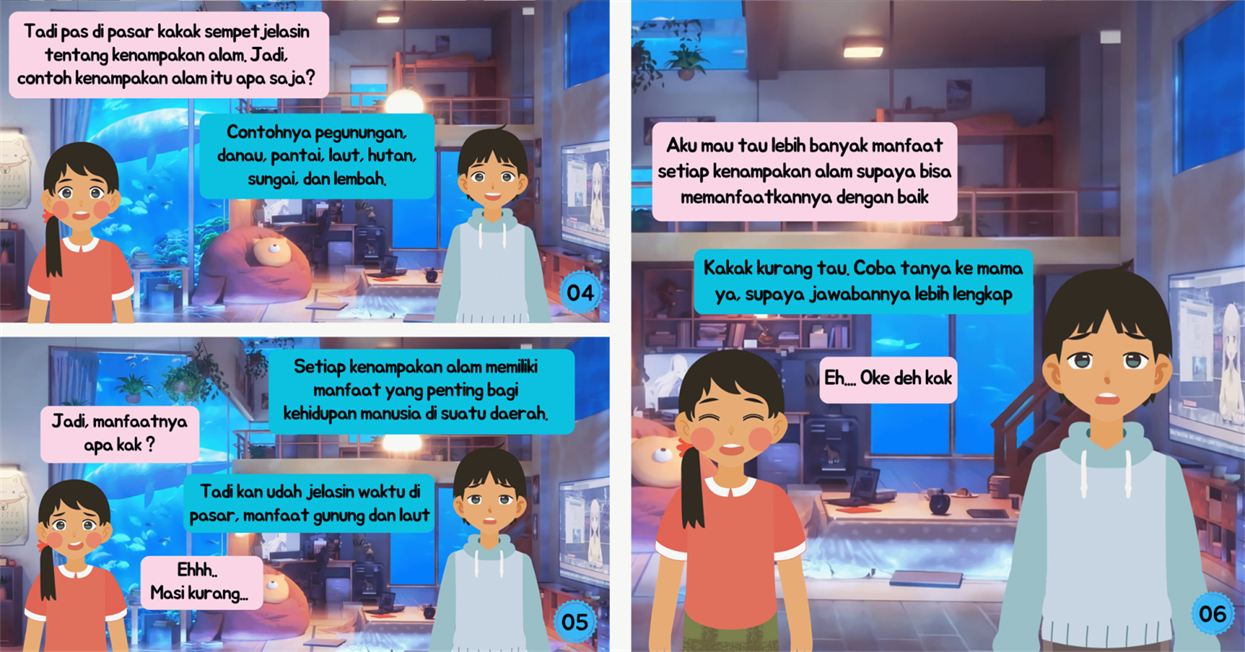 Tadi pas di pasar kakak sempet jelasin
tentang kenampakan alam. Jadi,
contoh kenampakan alam itu apa saja?
Contohnya pegunungan,
danau, pantai, laut, hutan,
sungai, dan lembah.
04
Setiap kenampakan alam memiliki
manfaat yang penting bagi
kehidupan manusia di suatu daerah.
Jadi, manfaatnya
apa kak ?
Tadi kan udah jelasin waktu di
pasar, manfaat gunung dan laut
Ehhh..
Masi kurang...
05
Aku mau tau lebih banyak manfaat
setiap kenampakan alam supaya bisa
memanfaatkannya dengan baik
Kakak kurang tau. Coba tanya ke mama
ya, supaya jawabannya lebih lengkap
Eh.... Oke deh kak
06